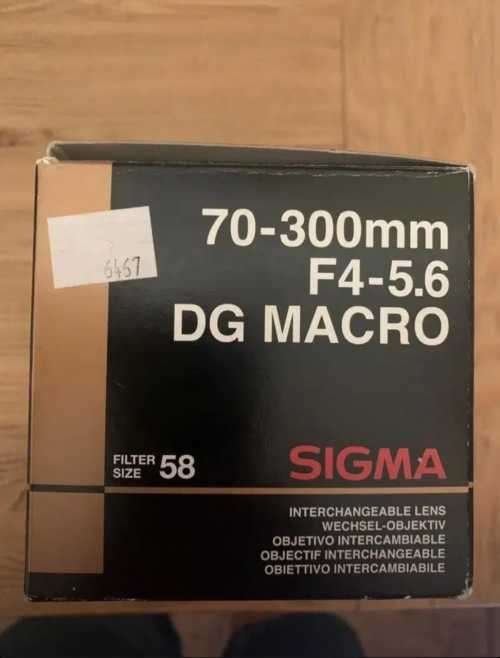 70-300mm
F4-5.6
DG MACRO
6467
FILTER
SIZE 58
SIGMA
INTERCHANGEABLE LENS
WECHSEL-OBJEKTIV
OBJETIVO INTERCAMBIABLE
OBJECTIF INTERCHANGEABLE
OBIETTIVO INTERCAMBIABILE